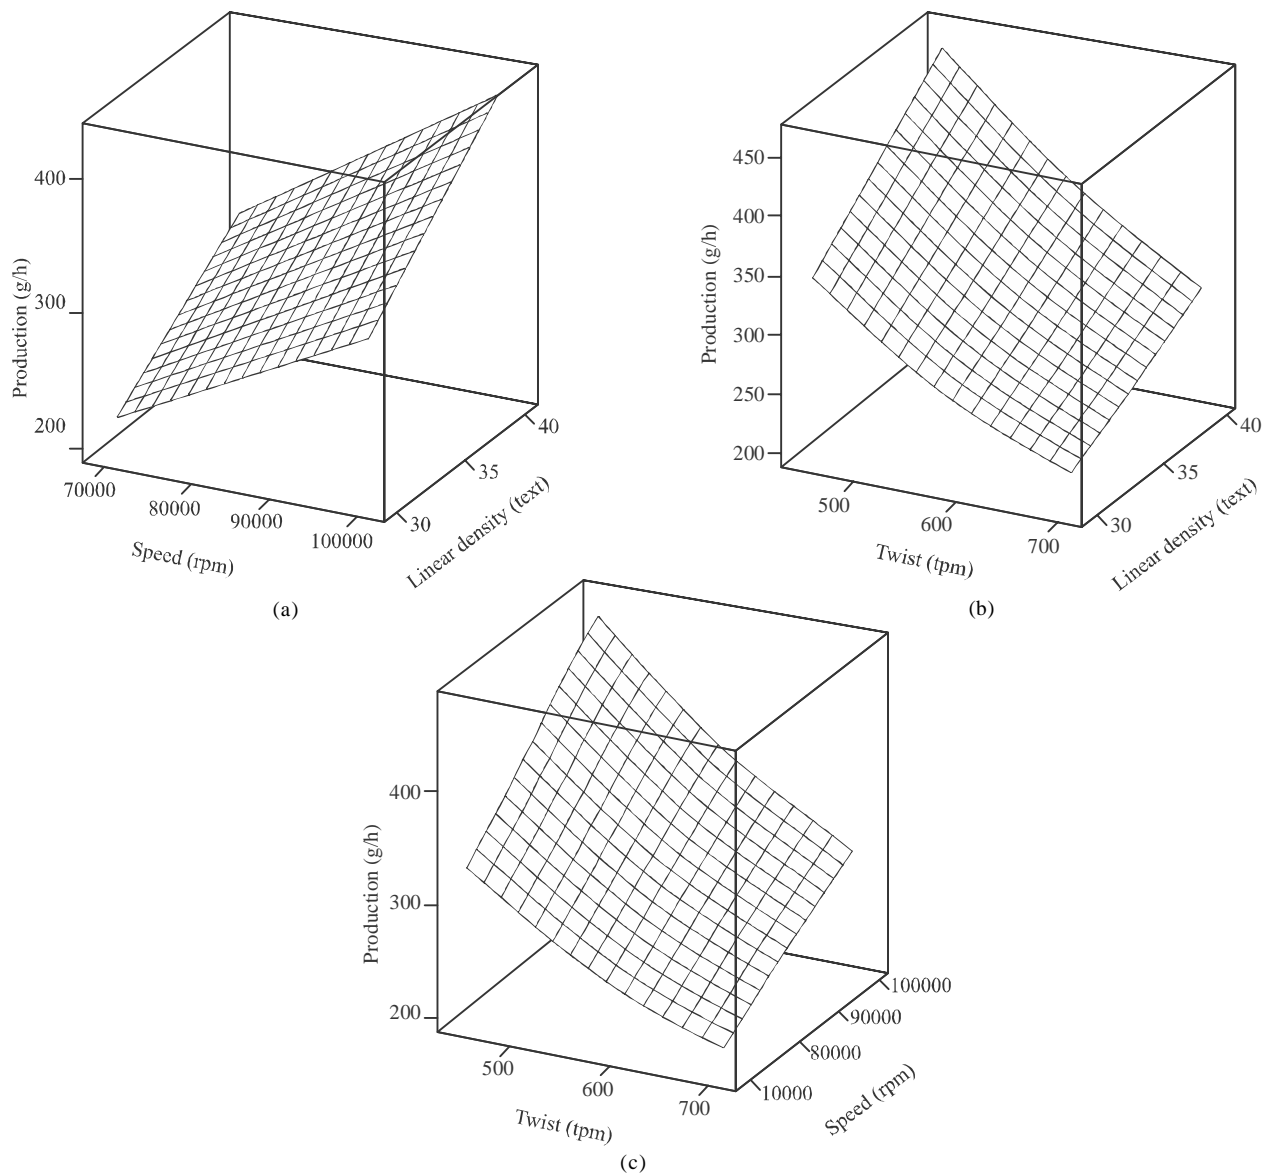 400
300
200
Production (g/h)
70000
80000
90000
100000
Speed (rpm)
30
35
40
Linear density (text)
(a)
450
400
350
300
250
200
Production (g/h)
500
600
700
Twist (tpm)
30
35
40
Linear density (text)
(b)
400
300
200
Production (g/h)
500
600
700
Twist (tpm)
10000
80000
90000
100000
Speed (rpm)
(c)